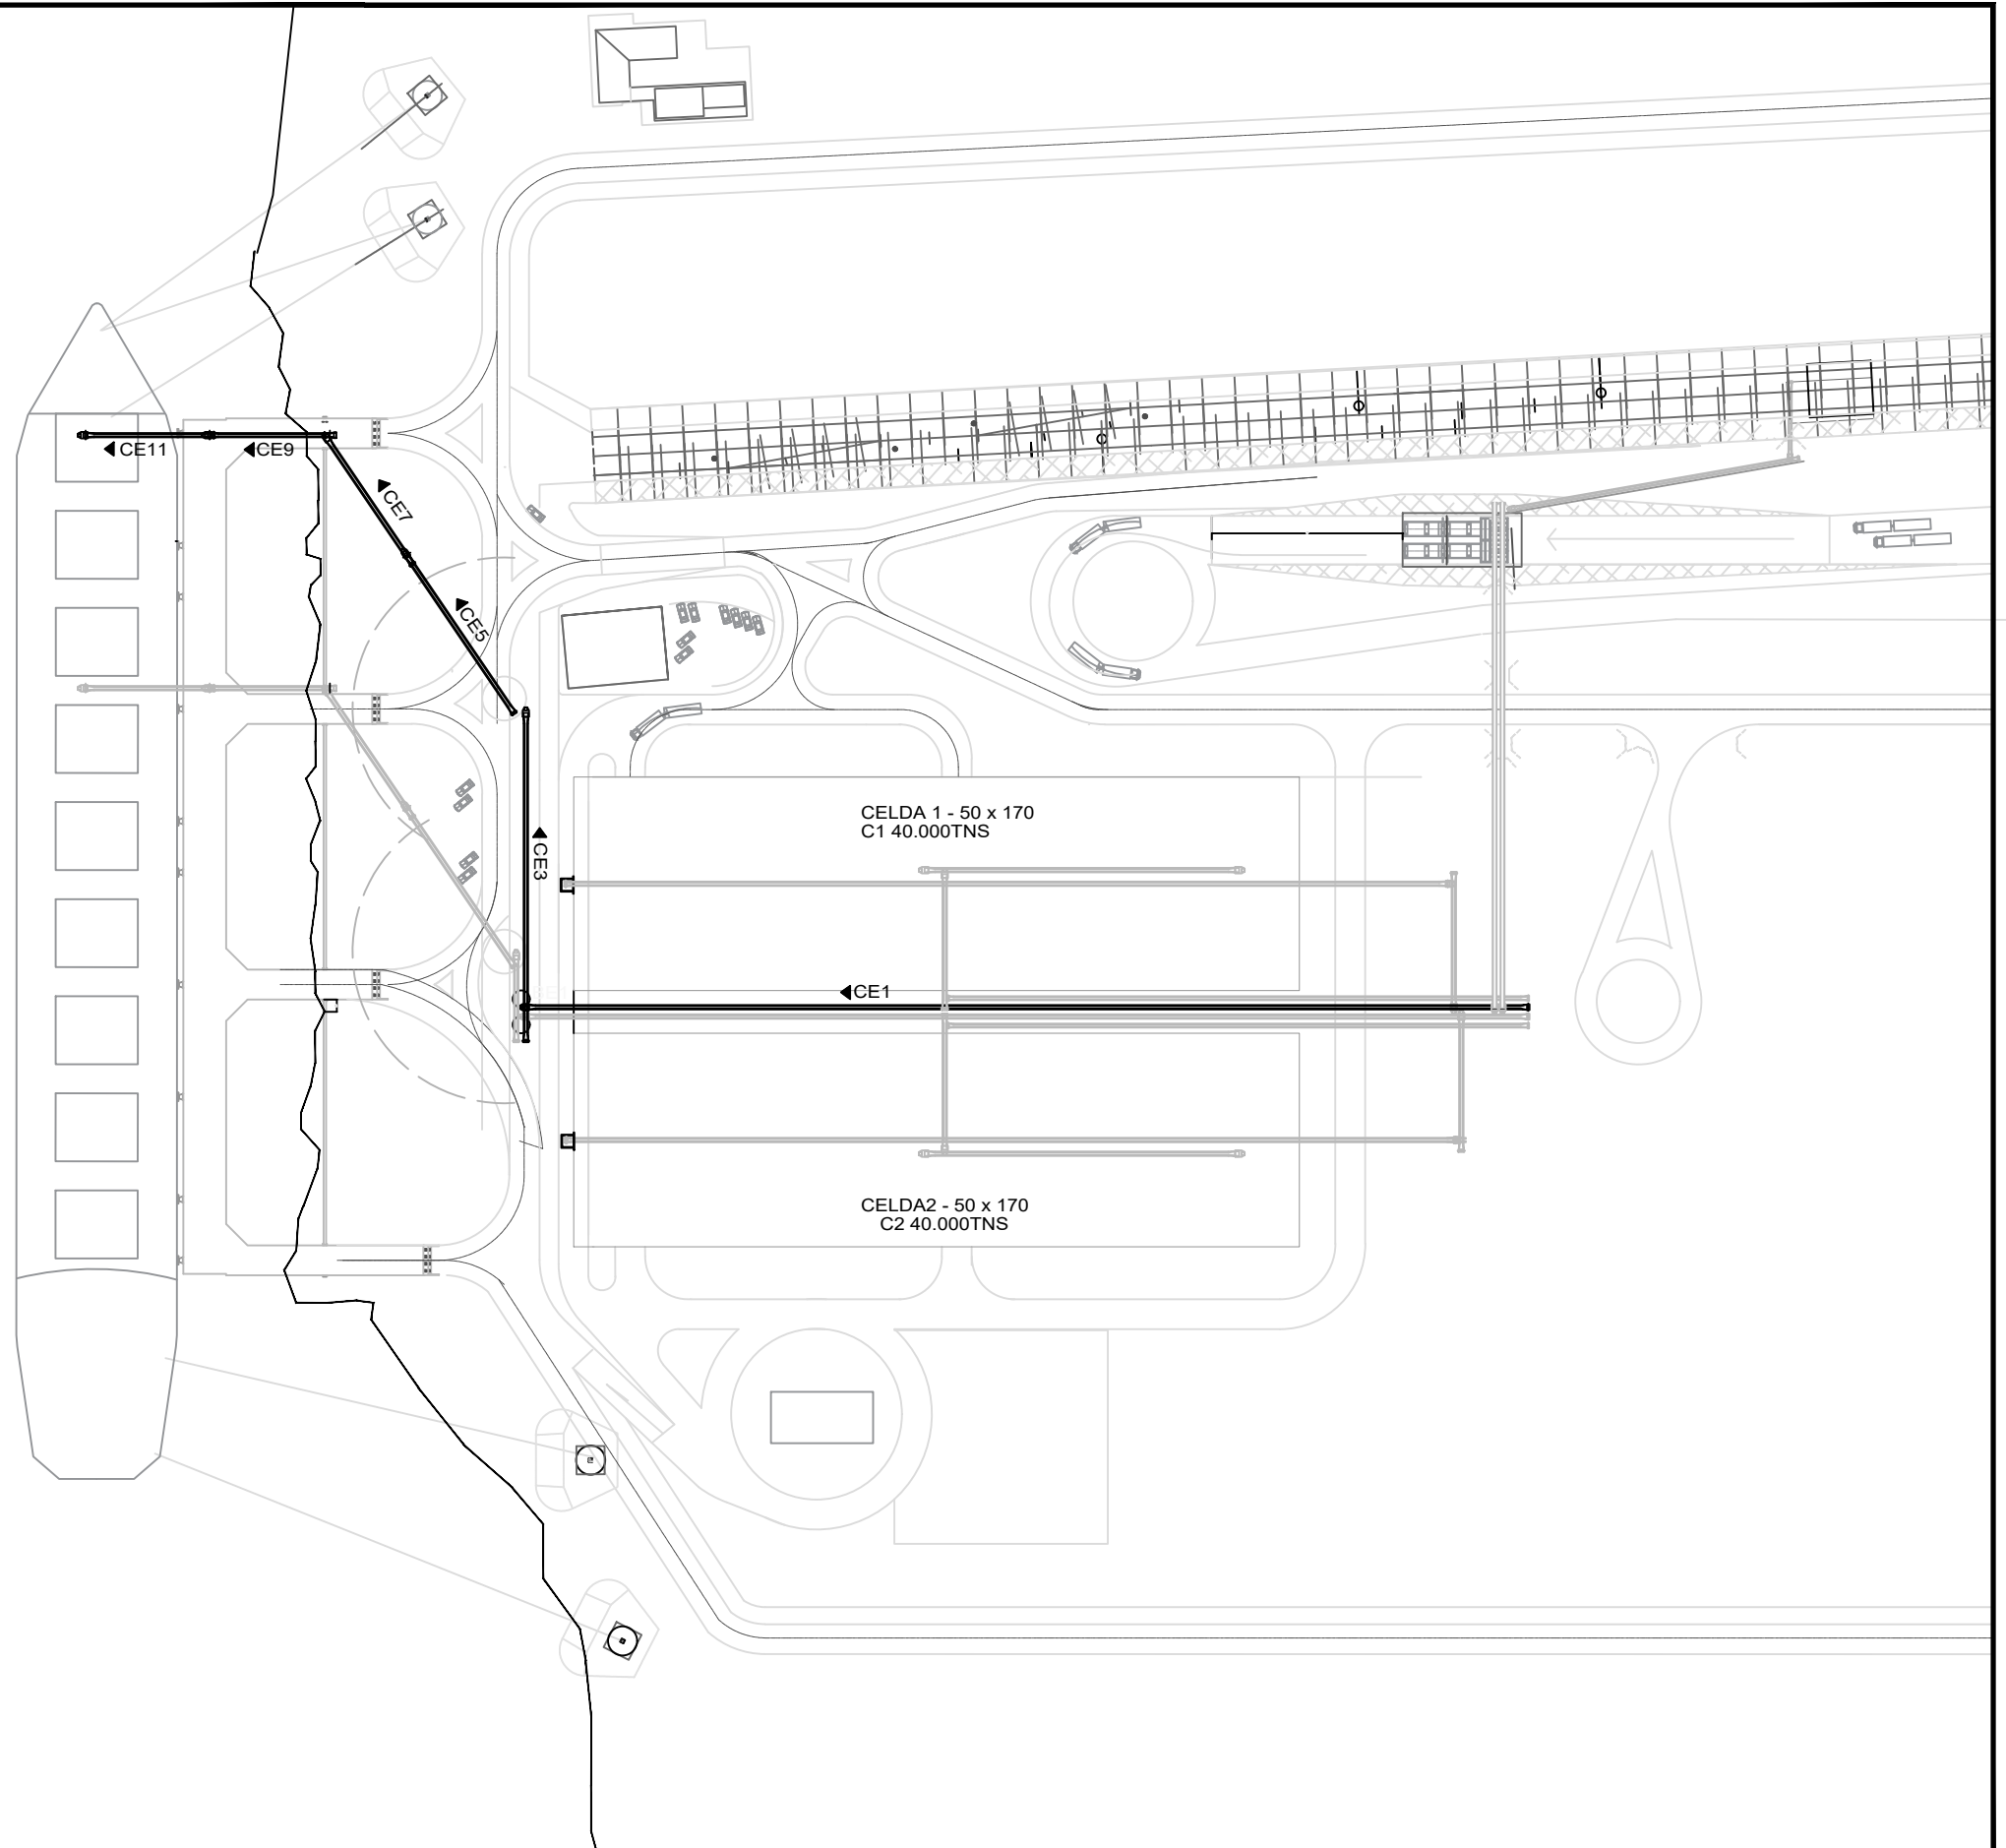 CE11
CE9
CE7
CE5
CELDA 1 - 50 x 170
C1 40.000TNS
CE3
CE1
CELDA2 - 50 x 170
C2 40.000TNS